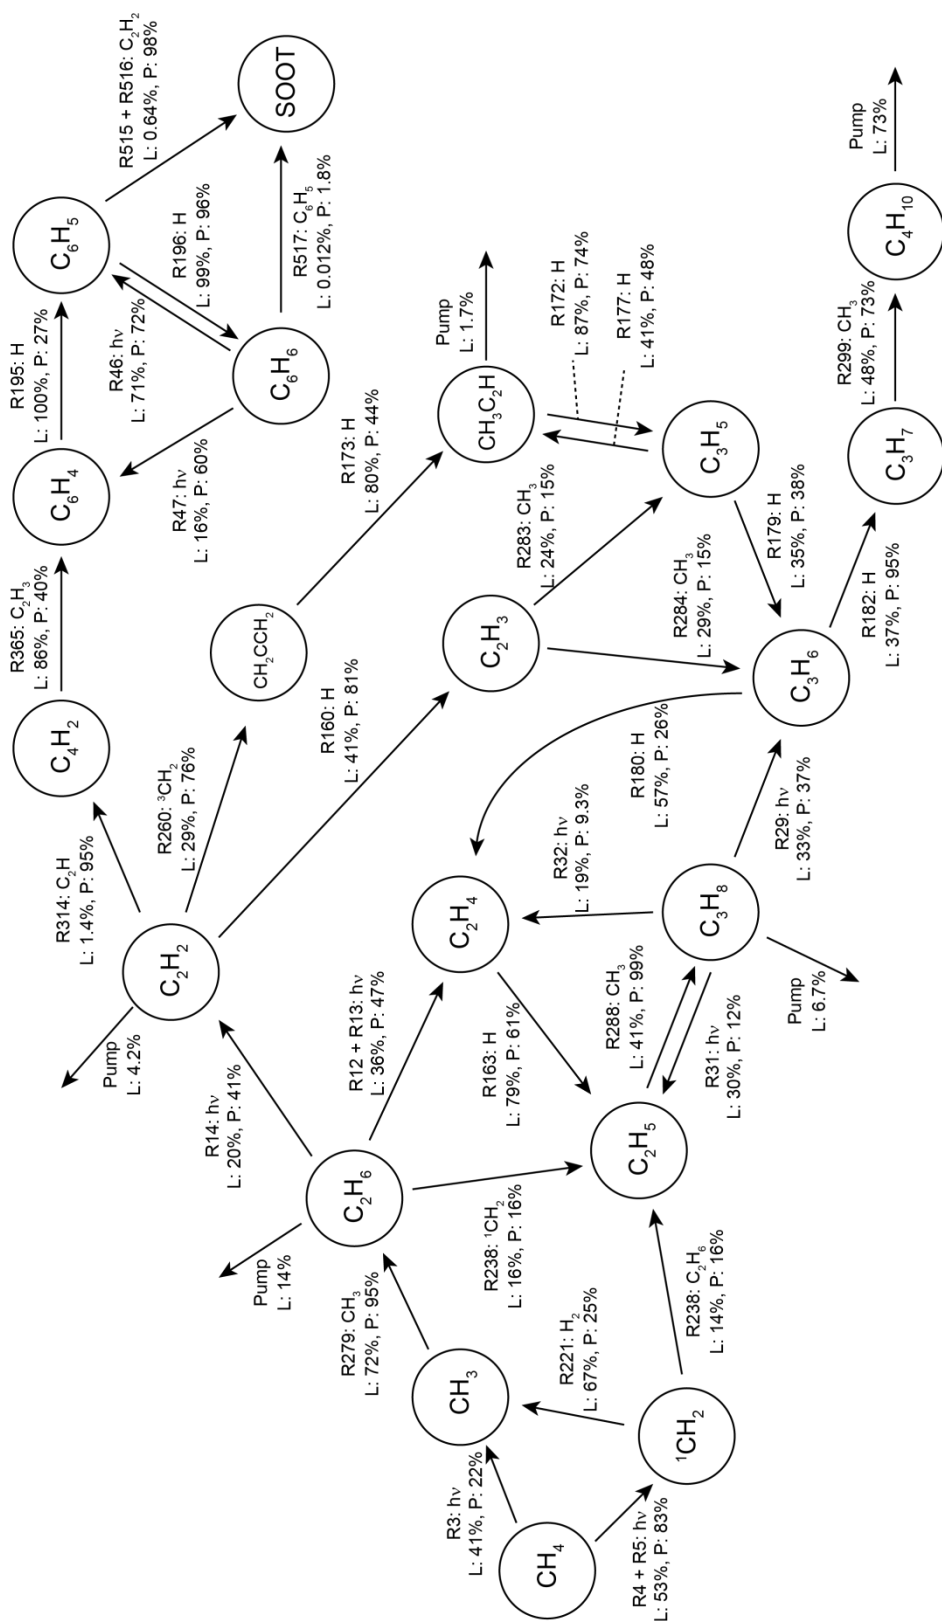 CH₄
R3: hν
L: 41%, P: 22%
R4 + R5: hν
L: 53%, P: 83%
CH₃
¹CH₂
R221: H₂
L: 67%, P: 25%
R279: CH₃
L: 72%, P: 95%
R238: C₂H₆
L: 14%, P: 16%
C₂H₆
Pump
L: 14%
R238: ¹CH₂
L: 16%, P: 16%
R14: hν
L: 20%, P: 41%
R12 + R13: hν
L: 36%, P: 47%
C₂H₅
R163: H
L: 79%, P: 61%
R288: CH₃
L: 41%, P: 99%
R31: hν
L: 30%, P: 12%
C₂H₂
Pump
L: 4.2%
C₂H₄
C₃H₈
Pump
L: 6.7%
R32: hν
L: 19%, P: 9.3%
R29: hν
L: 33%, P: 37%
R180: H
L: 57%, P: 26%
R314: C₂H
L: 1.4%, P: 95%
R260: ³CH₂
L: 29%, P: 76%
R160: H
L: 41%, P: 81%
C₄H₂
CH₂CCH₂
C₂H₃
C₃H₆
R365: C₂H₃
L: 86%, P: 40%
R173: H
L: 80%, P: 44%
R283: CH₃
L: 24%, P: 15%
R284: CH₃
L: 29%, P: 15%
R179: H
L: 35%, P: 38%
R182: H
L: 37%, P: 95%
C₆H₄
R47: hν
L: 16%, P: 60%
R195: H
L: 100%, P: 27%
R46: hν
L: 71%, P: 72%
C₆H₆
CH₃C₂H
Pump
L: 1.7%
R172: H
L: 87%, P: 74%
R177: H
L: 41%, P: 48%
C₃H₅
C₃H₇
R299: CH₃
L: 48%, P: 73%
C₄H₁₀
Pump
L: 73%
C₆H₅
R196: H
L: 99%, P: 96%
R517: C₆H₅
L: 0.012%, P: 1.8%
R515 + R516: C₂H₂
L: 0.64%, P: 98%
SOOT